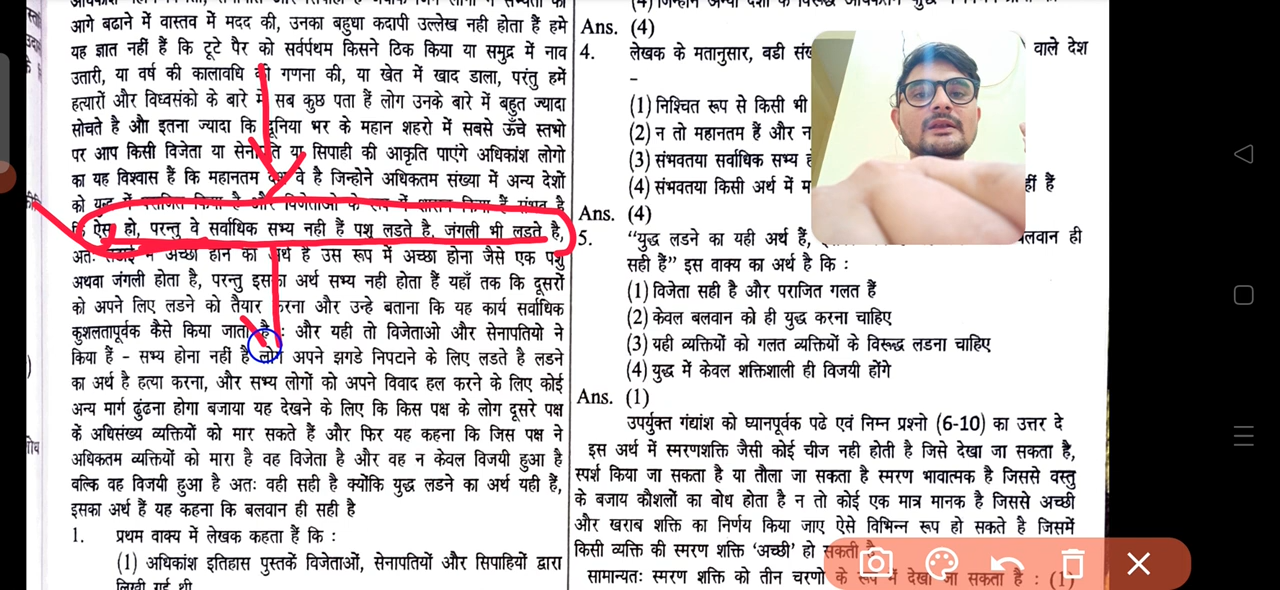 आगे बढाने में वास्तव में मदद की, उनका बहुधा कदापी उल्लेख नही होता हैं हमे
यह ज्ञात नहीं हैं कि टूटे पैर को सर्वपथम किसने ठिक किया या समुद्र में नाव
उतारी, या वर्ष की कालावधि की गणना की, या खेत में खाद डाला, परंतु हमें
हत्यारों और विध्वसंको के बारे में सब कुछ पता हैं लोग उनके बारे में बहुत ज्यादा
सोचते है औा इतना ज्यादा कि दूनिया भर के महान शहरो में सबसे ऊँचे स्तभो
पर आप किसी विजेता या सेनापति या सिपाही की आकृति पाएंगे अधिकांश लोगो
का यह विश्वास हैं कि महानतम देश वे है जिन्होने अधिकतम संख्या में अन्य देशों
को युद्ध में पराजित किया है और विजेताओ के रूप में शासन किया हैं संभव है
कि ऐसा हो, परन्तु वे सर्वाधिक सभ्य नही हैं पशु लडते है, जंगली भी लडते है,
अतः लडाई में अच्छा होने का अर्थ हैं उस रूप में अच्छा होना जैसे एक पशु
अथवा जंगली होता है, परन्तु इसका अर्थ सभ्य नही होता हैं यहाँ तक कि दूसरों
को अपने लिए लडने को तैयार करना और उन्हे बताना कि यह कार्य सर्वाधिक
कुशलतापूर्वक कैसे किया जाता है : और यही तो विजेताओ और सेनापतियो ने
किया हैं - सभ्य होना नहीं है लोग अपने झगडे निपटाने के लिए लडते है लडने
का अर्थ है हत्या करना, और सभ्य लोगों को अपने विवाद हल करने के लिए कोई
अन्य मार्ग ढुंढना होगा बजाया यह देखने के लिए कि किस पक्ष के लोग दूसरे पक्ष
कें अधिसंख्य व्यक्तियों को मार सकते हैं और फिर यह कहना कि जिस पक्ष ने
अधिकतम व्यक्तियों को मारा है वह विजेता है और वह न केवल विजयी हुआ है
बल्कि वह विजयी हुआ है अतः वही सही है क्योंकि युद्ध लडने का अर्थ यही हैं,
इसका अर्थ हैं यह कहना कि बलवान ही सही है
1. प्रथम वाक्य में लेखक कहता हैं कि :
(1) अधिकांश इतिहास पुस्तकें विजेताओं, सेनापतियों और सिपाहियों द्वारा
लिखी गई थी
Ans. (4)
4. लेखक के मतानुसार, बडी वाले देश
–
(1) निश्चित रूप से किसी भी
(2) न तो महानतम हैं और न
(3) संभवतया सर्वाधिक सभ्य
(4) संभवतया किसी अर्थ में हीं हैं
Ans. (4)
5. “युद्ध लडने का यही अर्थ हैं, बलवान ही
सही हैं” इस वाक्य का अर्थ है कि :
(1) विजेता सही है और पराजित गलत हैं
(2) केवल बलवान को ही युद्ध करना चाहिए
(3) यही व्यक्तियों को गलत व्यक्तियों के विरूद्ध लडना चाहिए
(4) युद्ध में केवल शक्तिशाली ही विजयी होंगे
Ans. (1)
उपर्युक्त गंद्यांश को घ्यानपूर्वक पढे एवं निम्न प्रश्नो (6-10) का उत्तर दे
इस अर्थ में स्मरणशक्ति जैसी कोई चीज नही होती है जिसे देखा जा सकता है,
स्पर्श किया जा सकता है या तौला जा सकता है स्मरण भावात्मक है जिससे वस्तु
के बजाय कौशलों का बोध होता है न तो कोई एक मात्र मानक है जिससे अच्छी
और खराब शक्ति का निर्णय किया जाए ऐसे विभिन्न रूप हो सकते है जिसमें
किसी व्यक्ति की स्मरण शक्ति ‘अच्छी’ हो सकती है
सामान्यतः स्मरण शक्ति को तीन चरणो के रूप में देखा जा सकता है : (1)